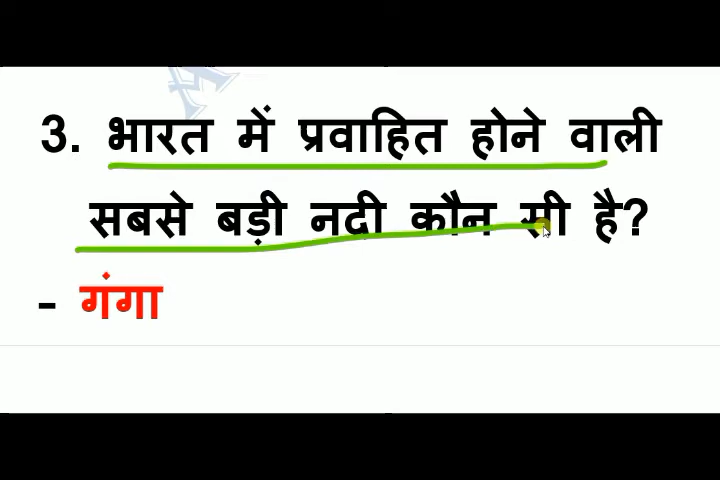 3. भारत में प्रवाहित होने वाली
सबसे बड़ी नदी कौन सी है?
- गंगा